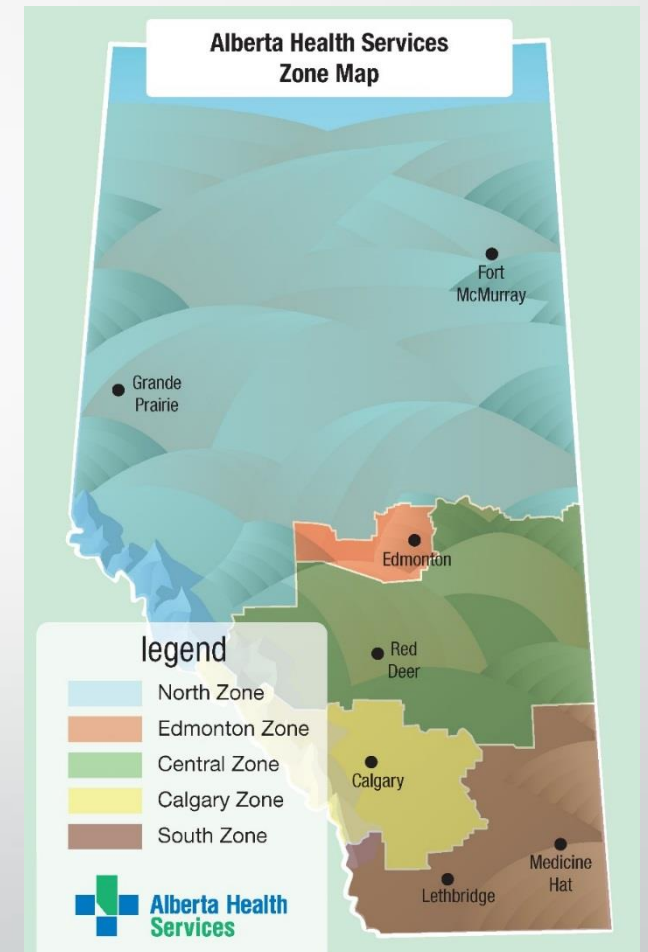 Alberta Health Services
Zone Map
Fort
McMurray
Grande
Prairie
Edmonton
Red
Deer
Calgary
Medicine
Hat
Lethbridge
legend
North Zone
Edmonton Zone
Central Zone
Calgary Zone
South Zone
Alberta Health
Services